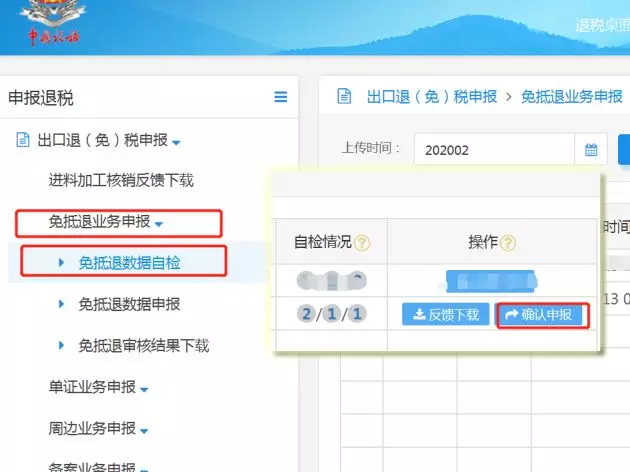 中国税务
退税桌面
申报退税
出口退（免）税申报
进料加工核销反馈下载
免抵退业务申报
免抵退数据自检
免抵退数据申报
免抵退审核结果下载
单证业务申报
周边业务申报
备案业务申报
出口退（免）税申报 > 免抵退业务申报
上传时间： 202002
时间
自检情况 ? 操作 ?
2/1/1 反馈下载 确认申报
13 0